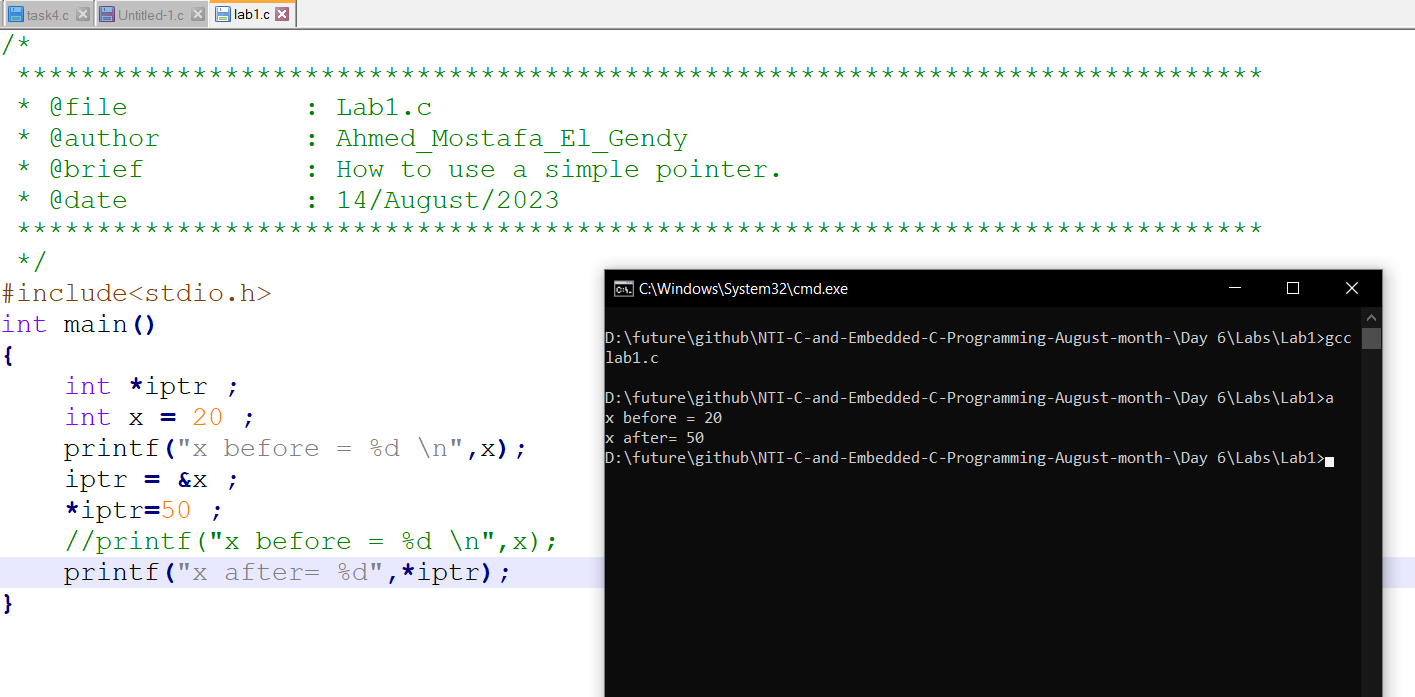 task4.c Untitled-1.c lab1.c
/*
******************************************************************************
* @file : Lab1.c
* @author : Ahmed_Mostafa_El_Gendy
* @brief : How to use a simple pointer.
* @date : 14/August/2023
******************************************************************************
*/
#include<stdio.h>
int main()
{
int *iptr ;
int x = 20 ;
printf("x before = %d \n",x);
iptr = &x ;
*iptr=50 ;
//printf("x before = %d \n",x);
printf("x after= %d",*iptr);
}
C:\Windows\System32\cmd.exe
D:\future\github\NTI-C-and-Embedded-C-Programming-August-month-\Day 6\Labs\Lab1>gcc
lab1.c
D:\future\github\NTI-C-and-Embedded-C-Programming-August-month-\Day 6\Labs\Lab1>a
x before = 20
x after= 50
D:\future\github\NTI-C-and-Embedded-C-Programming-August-month-\Day 6\Labs\Lab1>